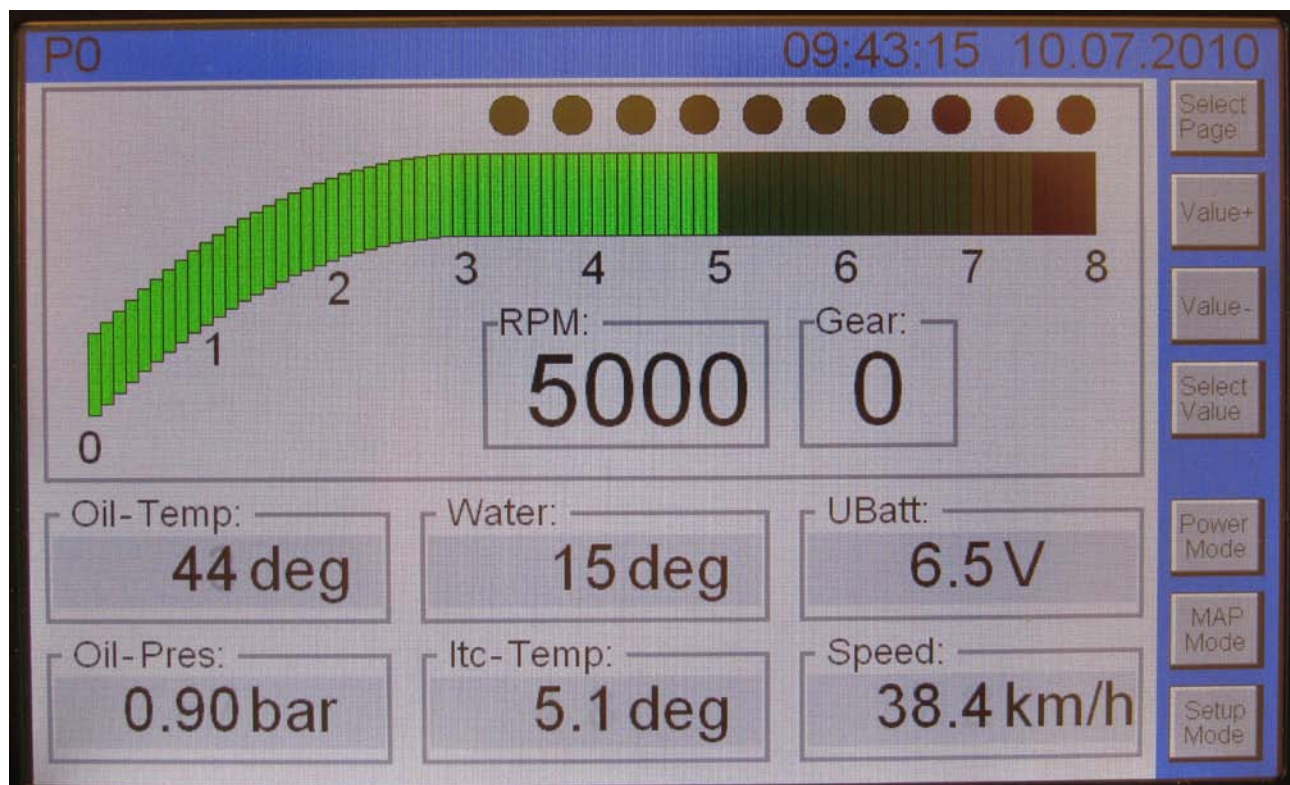 P0
09:43:15 10.07.2010
Select
Page
Value+
Value-
Select
Value
Power
Mode
MAP
Mode
Setup
Mode
0
1
2
3
4
5
6
7
8
RPM:
5000
Gear:
0
Oil-Temp:
44 deg
Water:
15 deg
UBatt:
6.5 V
Oil-Pres:
0.90 bar
Itc-Temp:
5.1 deg
Speed:
38.4 km/h